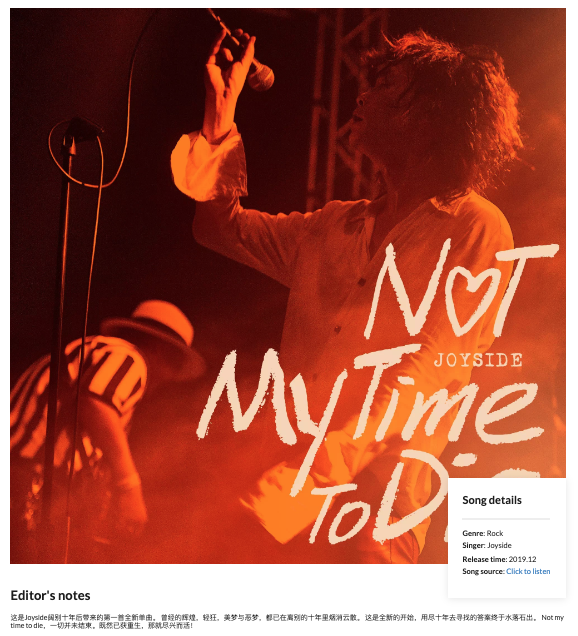 NOT
JOYSIDE
My Time
To Die
Song details
Genre: Rock
Singer: Joyside
Release time: 2019.12
Song source: Click to listen
Editor's notes
这是Joyside阔别十年后带来的第一首全新单曲。 曾经的辉煌，轻狂，美梦与恶梦，都已在离别的十年里烟消云散。 这是全新的开始，用尽十年去寻找的答案终于水落石出。 Not my
time to die，一切并未结束。既然已获重生，那就尽兴而活！